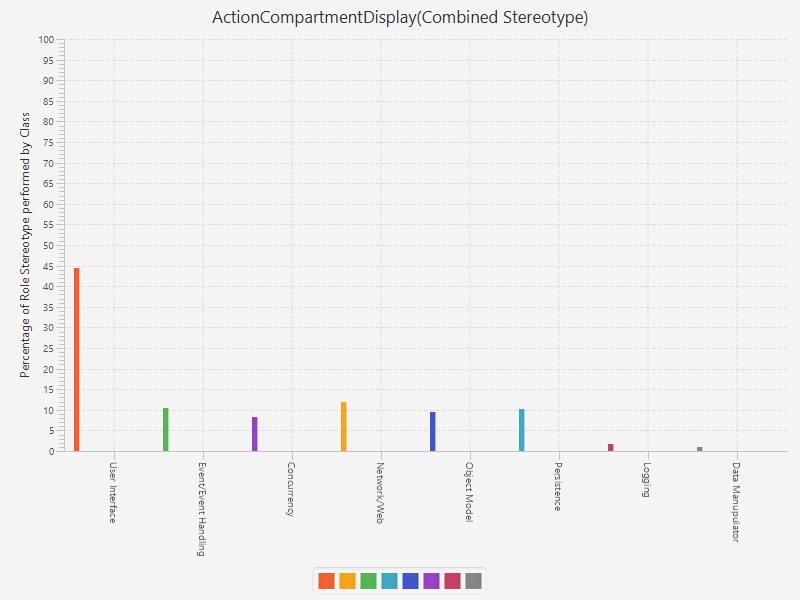 ActionCompartmentDisplay(Combined Stereotype)
Percentage of Role Stereotype performed by Class
100
95
90
85
80
75
70
65
60
55
50
45
40
35
30
25
20
15
10
5
0
User Interface
Event/Event Handling
Concurrency
Network/Web
Object Model
Persistence
Logging
Data Manupulator